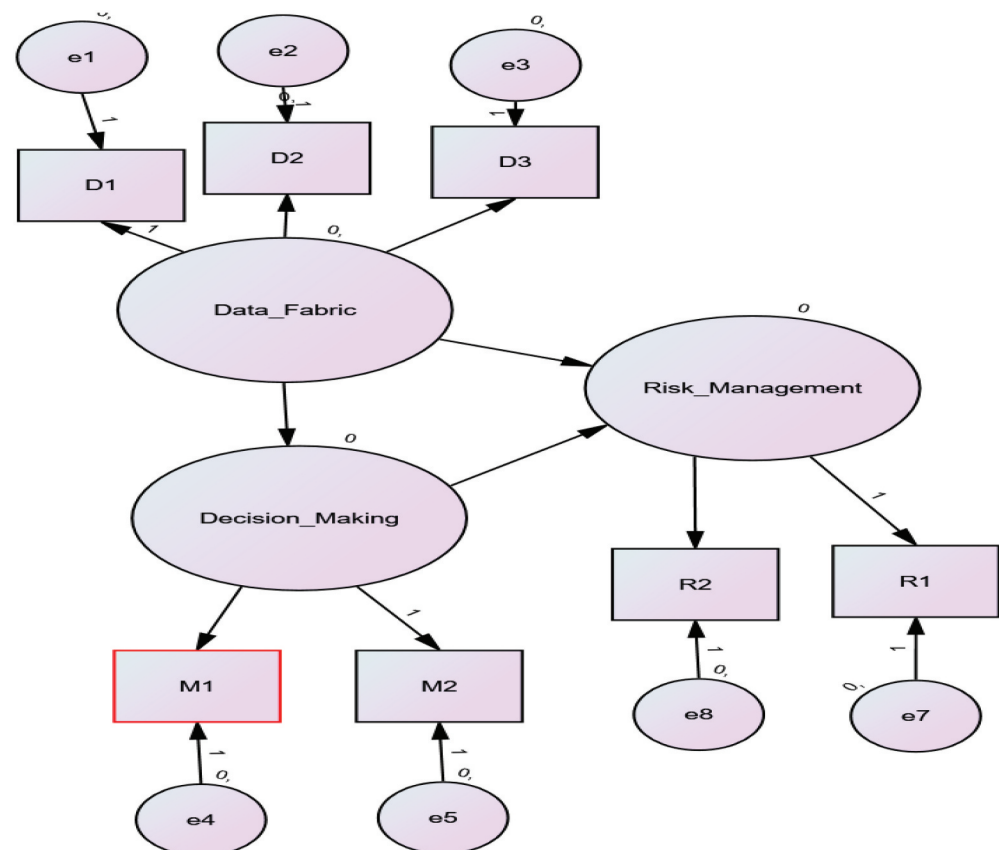 0,
e1
e2
e3
1
0,
1
1
D1
D2
D3
1
0,
Data_Fabric
0
Risk_Management
0
Decision_Making
1
1
R2
R1
M1
M2
1
0,
1
0,
e8
e7
1
0,
1
0,
e4
e5